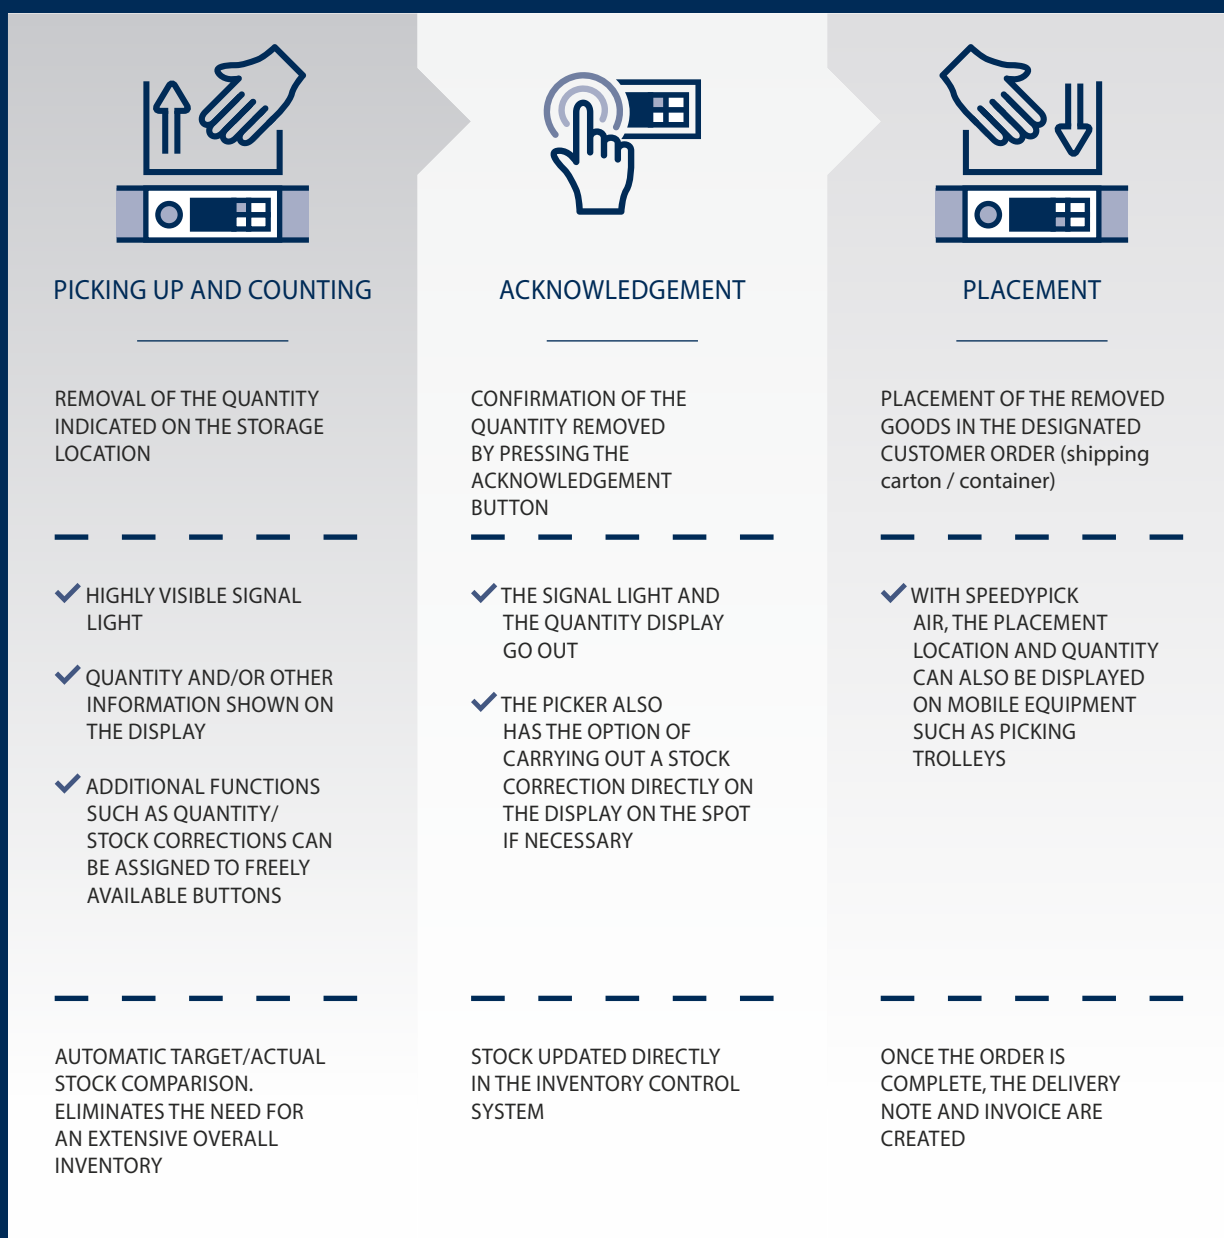 PICKING UP AND COUNTING
REMOVAL OF THE QUANTITY
INDICATED ON THE STORAGE
LOCATION
HIGHLY VISIBLE SIGNAL
LIGHT
QUANTITY AND/OR OTHER
INFORMATION SHOWN ON
THE DISPLAY
ADDITIONAL FUNCTIONS
SUCH AS QUANTITY/
STOCK CORRECTIONS CAN
BE ASSIGNED TO FREELY
AVAILABLE BUTTONS
AUTOMATIC TARGET/ACTUAL
STOCK COMPARISON.
ELIMINATES THE NEED FOR
AN EXTENSIVE OVERALL
INVENTORY
ACKNOWLEDGEMENT
CONFIRMATION OF THE
QUANTITY REMOVED
BY PRESSING THE
ACKNOWLEDGEMENT
BUTTON
THE SIGNAL LIGHT AND
THE QUANTITY DISPLAY
GO OUT
THE PICKER ALSO
HAS THE OPTION OF
CARRYING OUT A STOCK
CORRECTION DIRECTLY ON
THE DISPLAY ON THE SPOT
IF NECESSARY
STOCK UPDATED DIRECTLY
IN THE INVENTORY CONTROL
SYSTEM
PLACEMENT
PLACEMENT OF THE REMOVED
GOODS IN THE DESIGNATED
CUSTOMER ORDER (shipping
carton / container)
WITH SPEEDYPICK
AIR, THE PLACEMENT
LOCATION AND QUANTITY
CAN ALSO BE DISPLAYED
ON MOBILE EQUIPMENT
SUCH AS PICKING
TROLLEYS
ONCE THE ORDER IS
COMPLETE, THE DELIVERY
NOTE AND INVOICE ARE
CREATED